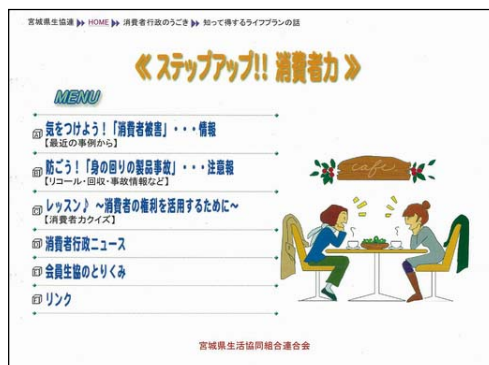 宮城県生協連 ▶▶ HOME ▶▶ 消費者行政のうごき ▶▶ 知って得するライフプランの話
≪ ステップアップ!! 消費者力 ≫
MENU
気をつけよう！「消費者被害」・・・情報
【最近の事例から】
防ごう！「身の回りの製品事故」・・・注意報
【リコール・回収・事故情報など】
レッスン♪ ～消費者の権利を活用するために～
【消費者力クイズ】
消費者行政ニュース
会員生協のとりくみ
リンク
cafe
宮城県生活協同組合連合会